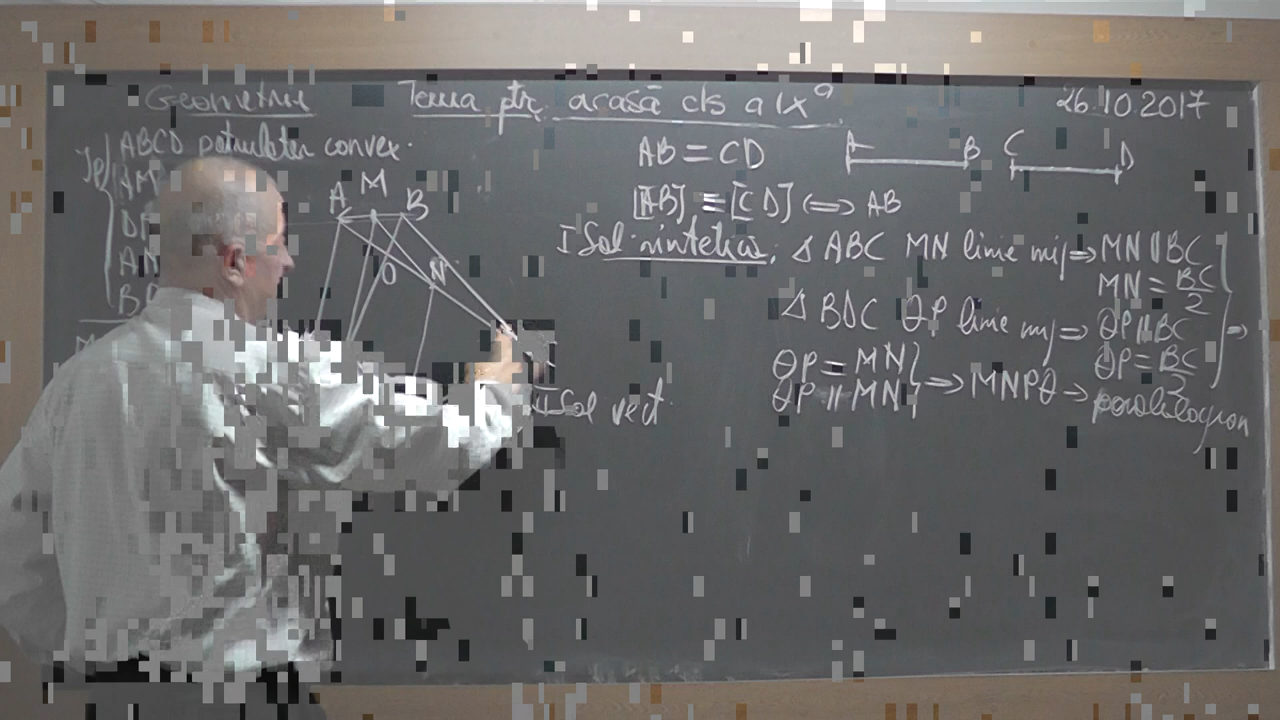 Geometrie Tema ptr. acasă cls a IX a 26.10.2017
Ip ABCD patrulater convex.
AB = CD A B C D
[AB] ≡ [CD] ⟺ AB
A M B
O N
I Sol. sintetica: Δ ABC MN linie mij ⇒ MN ∥ BC
MN = BC/2
Δ BDC QP linie mij ⇒ QP ∥ BC
QP = BC/2
QP = MN
QP ∥ MN ⇒ MNPQ → paralelogram
II Sol vect